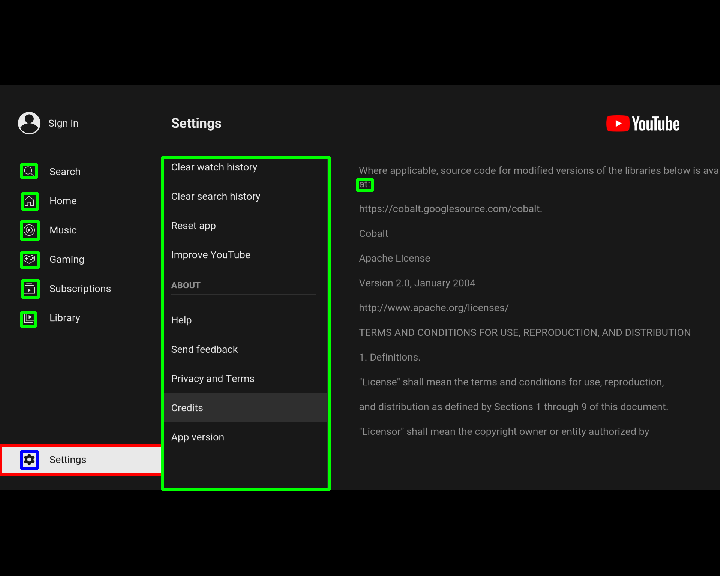 Sign In
Settings
YouTube
Search
Home
Music
Gaming
Subscriptions
Library
Settings
Clear watch history
Clear search history
Reset app
Improve YouTube
ABOUT
Help
Send feedback
Privacy and Terms
Credits
App version
Where applicable, source code for modified versions of the libraries below is ava
at:
https://cobalt.googlesource.com/cobalt.
Cobalt
Apache License
Version 2.0, January 2004
http://www.apache.org/licenses/
TERMS AND CONDITIONS FOR USE, REPRODUCTION, AND DISTRIBUTION
1. Definitions.
"License" shall mean the terms and conditions for use, reproduction,
and distribution as defined by Sections 1 through 9 of this document.
"Licensor" shall mean the copyright owner or entity authorized by